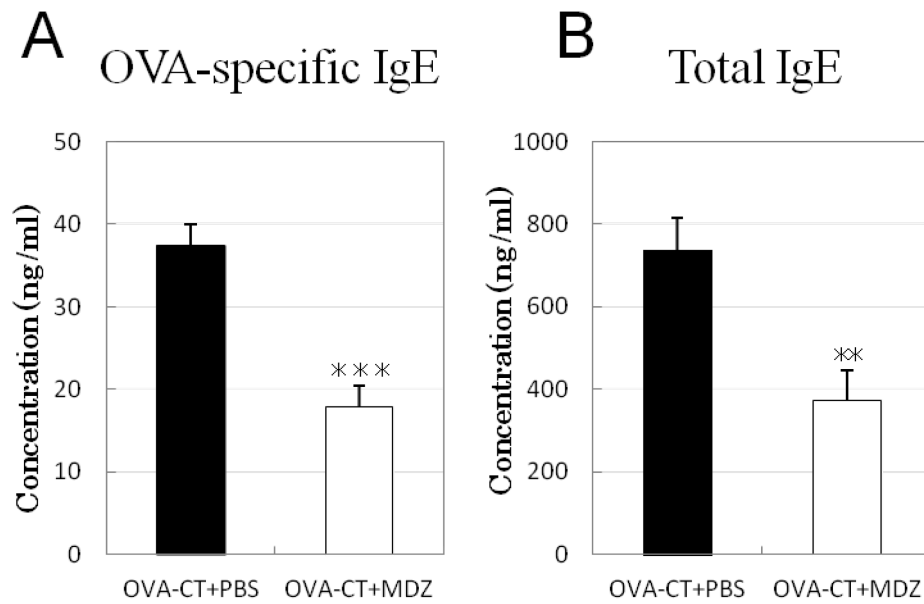 A
OVA-specific IgE
Concentration (ng/ml)
50
40
30
20
10
0
***
OVA-CT+PBS OVA-CT+MDZ
B
Total IgE
Concentration (ng/ml)
1000
800
600
400
200
0
**
OVA-CT+PBS OVA-CT+MDZ